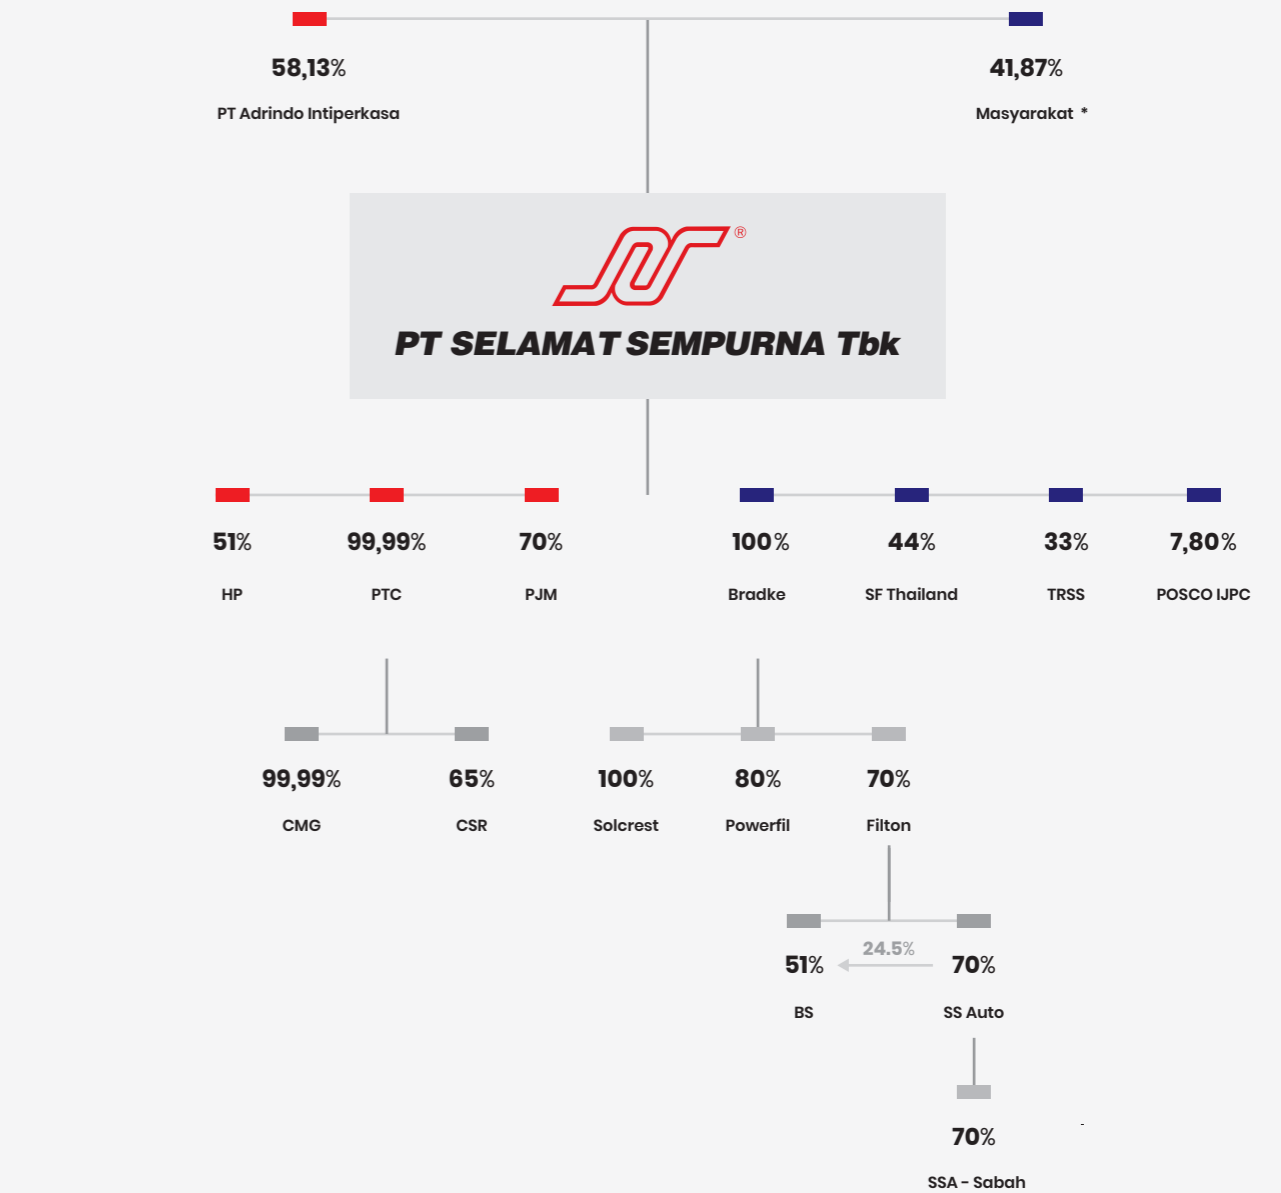 58,13% 41,87%
PT Adrindo Intiperkasa Masyarakat *
®
PT SELAMAT SEMPURNA Tbk
51% 99,99% 70% 100% 44% 33% 7,80%
HP PTC PJM Bradke SF Thailand TRSS POSCO IJPC
99,99% 65% 100% 80% 70%
CMG CSR Solcrest Powerfil Filton
24.5%
51% 70%
BS SS Auto
70%
SSA - Sabah